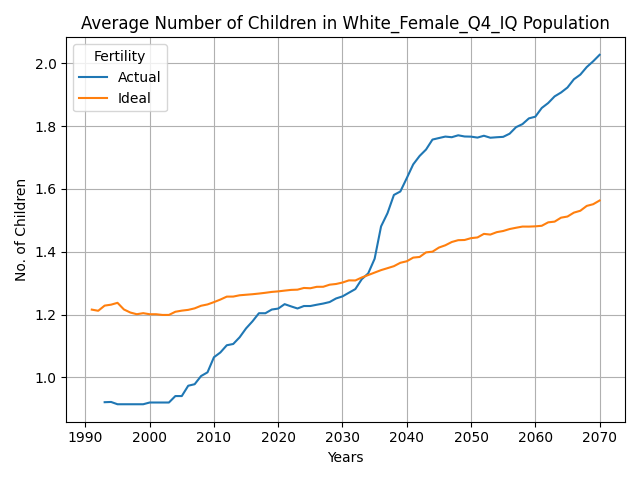 Average Number of Children in White_Female_Q4_IQ Population
Fertility
Actual
Ideal
No. of Children
2.0
1.8
1.6
1.4
1.2
1.0
1990 2000 2010 2020 2030 2040 2050 2060 2070
Years